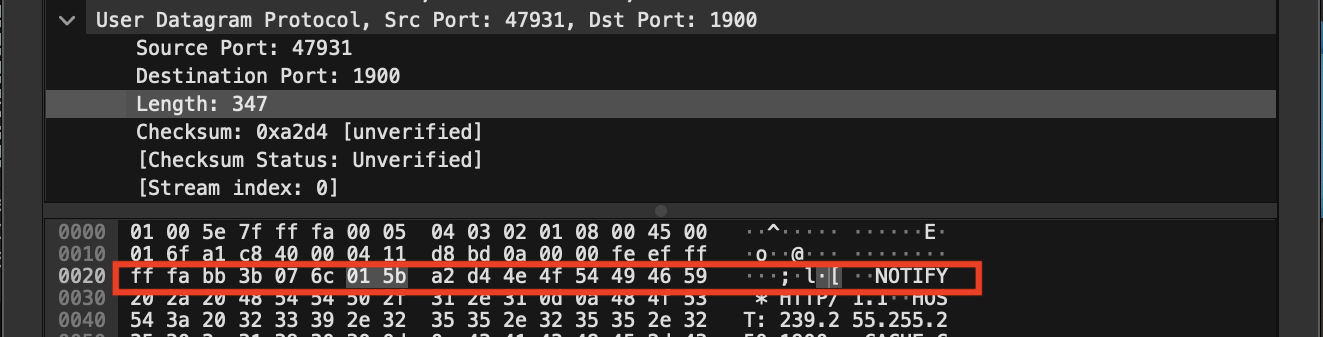 User Datagram Protocol, Src Port: 47931, Dst Port: 1900
Source Port: 47931
Destination Port: 1900
Length: 347
Checksum: 0xa2d4 [unverified]
[Checksum Status: Unverified]
[Stream index: 0]
0000 01 00 5e 7f ff fa 00 05 04 03 02 01 08 00 45 00 ··^····· ······E·
0010 01 6f a1 c8 40 00 04 11 d8 bd 0a 00 00 fe ef ff ·o··@··· ········
0020 ff fa bb 3b 07 6c 01 5b a2 d4 4e 4f 54 49 46 59 ···;·l·[ ··NOTIFY
0030 20 2a 20 48 54 54 50 2f 31 2e 31 0d 0a 48 4f 53 * HTTP/ 1.1··HOS
0040 54 3a 20 32 33 39 2e 32 35 35 2e 32 35 35 2e 32 T: 239.2 55.255.2